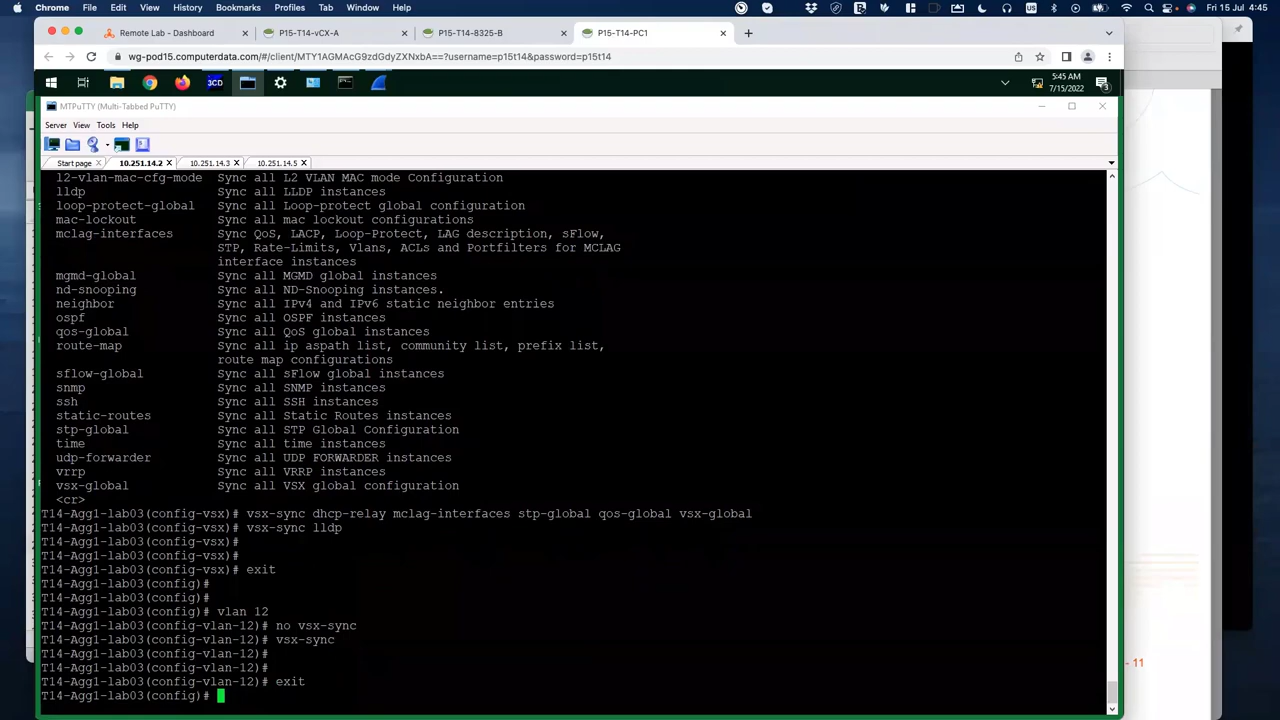 Chrome File Edit View History Bookmarks Profiles Tab Window Help
Fri 15 Jul 4:45
Remote Lab - Dashboard
P15-T14-vCX-A
P15-T14-8325-B
P15-T14-PC1
wg-pod15.computerdata.com/#/client/MTY1AGMAcG9zdGdyZXNxbA==?username=p15t14&password=p15t14
5:45 AM
7/15/2022
MTPuTTY (Multi-Tabbed PuTTY)
Server View Tools Help
Start page 10.251.14.2 10.251.14.3 10.251.14.5
l2-vlan-mac-cfg-mode Sync all L2 VLAN MAC mode Configuration
lldp Sync all LLDP instances
loop-protect-global Sync all Loop-protect global configuration
mac-lockout Sync all mac lockout configurations
mclag-interfaces Sync QoS, LACP, Loop-Protect, LAG description, sFlow,
STP, Rate-Limits, Vlans, ACLs and Portfilters for MCLAG
interface instances
mgmd-global Sync all MGMD global instances
nd-snooping Sync all ND-Snooping instances.
neighbor Sync all IPv4 and IPv6 static neighbor entries
ospf Sync all OSPF instances
qos-global Sync all QoS global instances
route-map Sync all ip aspath list, community list, prefix list,
route map configurations
sflow-global Sync all sFlow global instances
snmp Sync all SNMP instances
ssh Sync all SSH instances
static-routes Sync all Static Routes instances
stp-global Sync all STP Global Configuration
time Sync all time instances
udp-forwarder Sync all UDP FORWARDER instances
vrrp Sync all VRRP instances
vsx-global Sync all VSX global configuration
<cr>
T14-Agg1-lab03(config-vsx)# vsx-sync dhcp-relay mclag-interfaces stp-global qos-global vsx-global
T14-Agg1-lab03(config-vsx)# vsx-sync lldp
T14-Agg1-lab03(config-vsx)#
T14-Agg1-lab03(config-vsx)#
T14-Agg1-lab03(config-vsx)# exit
T14-Agg1-lab03(config)#
T14-Agg1-lab03(config)#
T14-Agg1-lab03(config)# vlan 12
T14-Agg1-lab03(config-vlan-12)# no vsx-sync
T14-Agg1-lab03(config-vlan-12)# vsx-sync
T14-Agg1-lab03(config-vlan-12)#
T14-Agg1-lab03(config-vlan-12)#
T14-Agg1-lab03(config-vlan-12)# exit
T14-Agg1-lab03(config)#
- 11